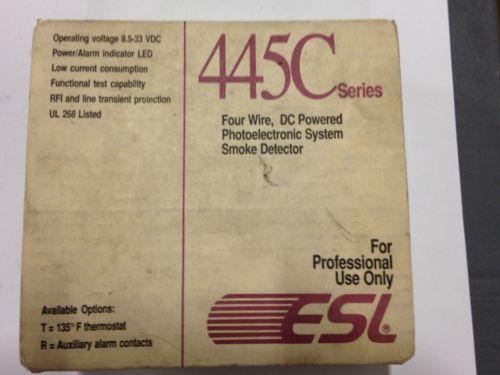 Operating voltage 8.5-33 VDC
Power/Alarm indicator LED
Low current consumption
Functional test capability
RFI and line transient protection
UL 268 Listed
445C Series
Four Wire, DC Powered
Photoelectronic System
Smoke Detector
For
Professional
Use Only
Available Options:
T = 135° F thermostat
R = Auxiliary alarm contacts
ESL®